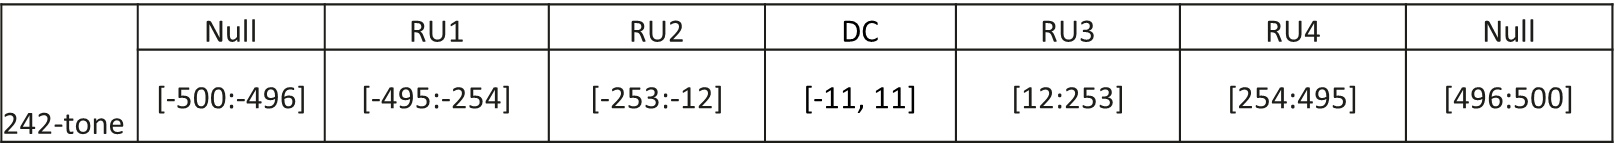 Null RU1 RU2 DC RU3 RU4 Null
242-tone [-500:-496] [-495:-254] [-253:-12] [-11, 11] [12:253] [254:495] [496:500]